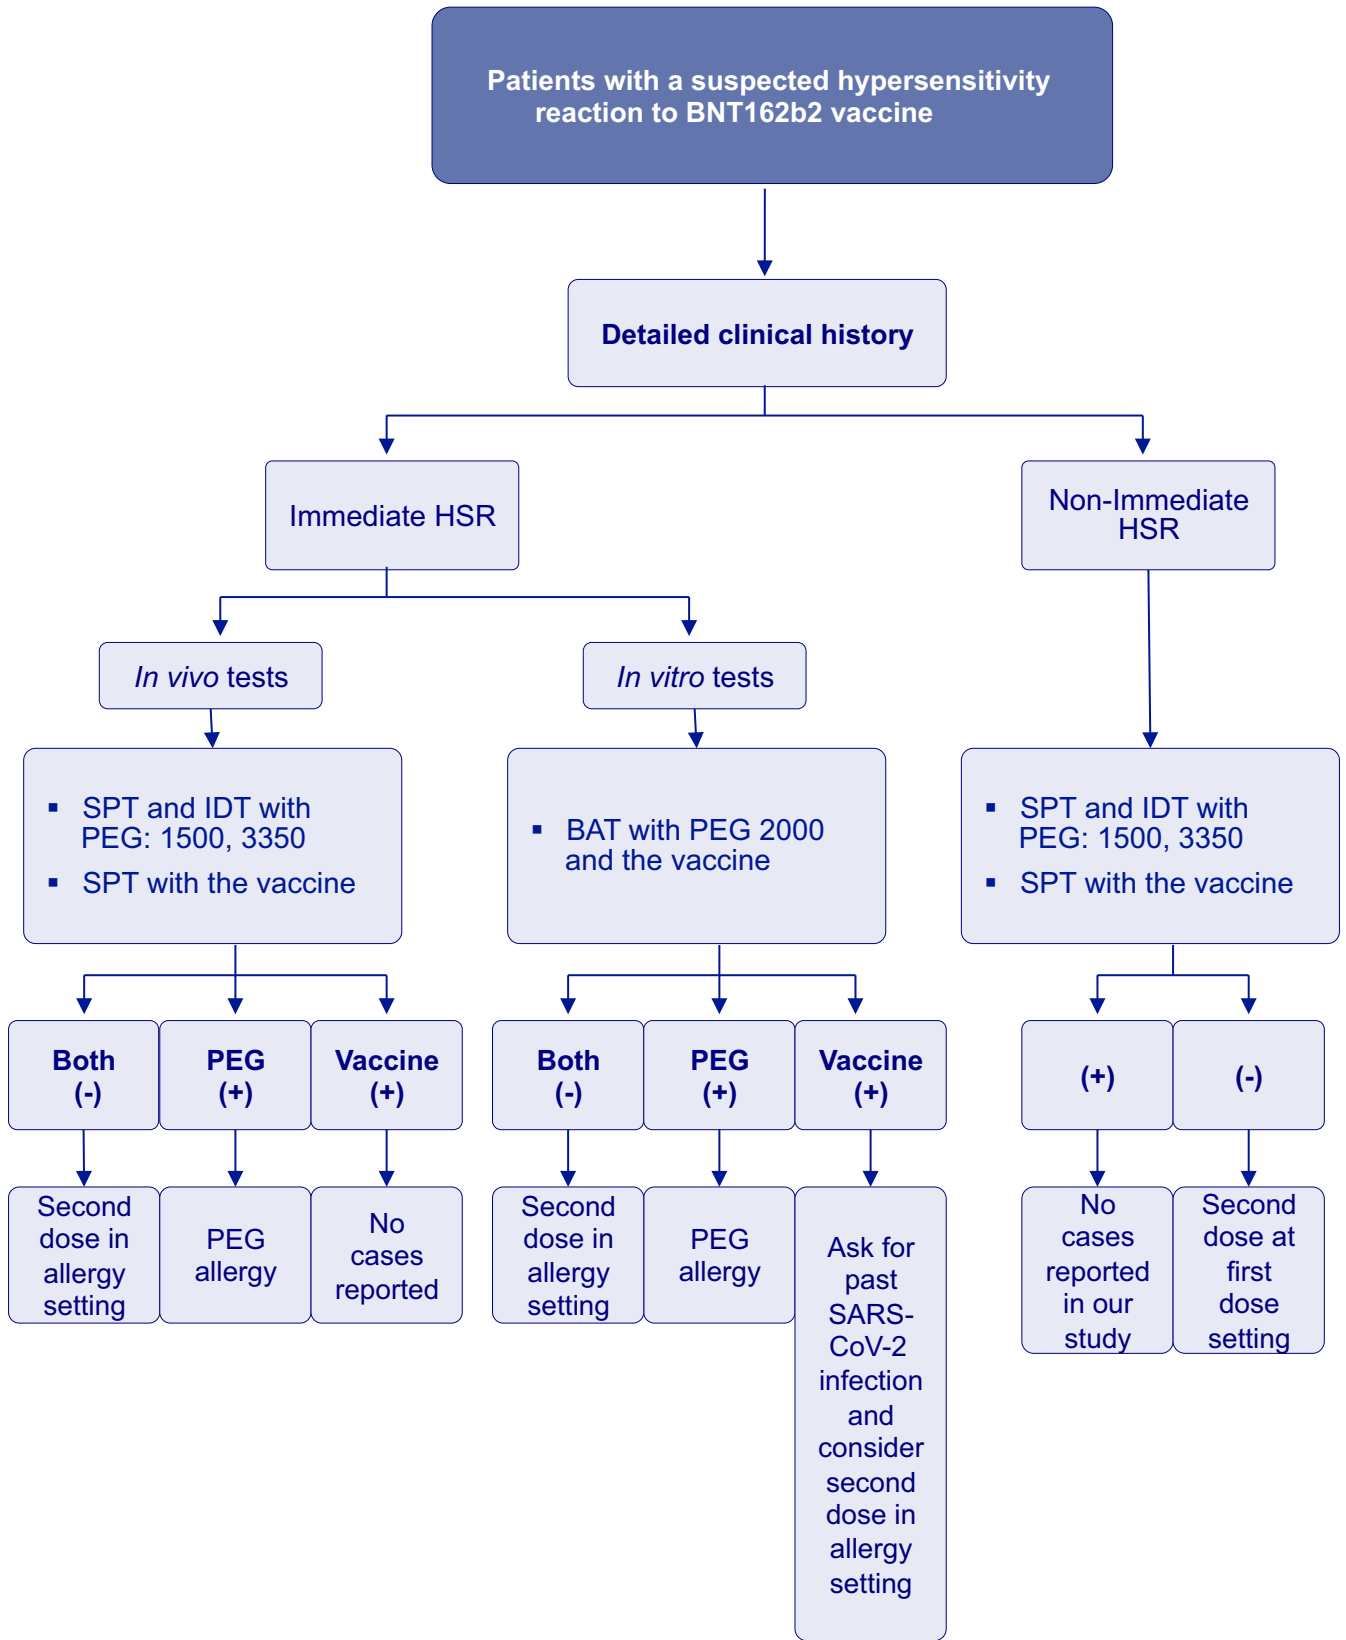 Patients with a suspected hypersensitivity
reaction to BNT162b2 vaccine
Detailed clinical history
Immediate HSR
Non-Immediate
HSR
In vivo tests
In vitro tests
▪ SPT and IDT with
PEG: 1500, 3350
▪ SPT with the vaccine
▪ BAT with PEG 2000
and the vaccine
▪ SPT and IDT with
PEG: 1500, 3350
▪ SPT with the vaccine
Both
(-)
PEG
(+)
Vaccine
(+)
Both
(-)
PEG
(+)
Vaccine
(+)
(+)
(-)
Second
dose in
allergy
setting
PEG
allergy
No
cases
reported
Second
dose in
allergy
setting
PEG
allergy
Ask for
past
SARS-
CoV-2
infection
and
consider
second
dose in
allergy
setting
No
cases
reported
in our
study
Second
dose at
first
dose
setting